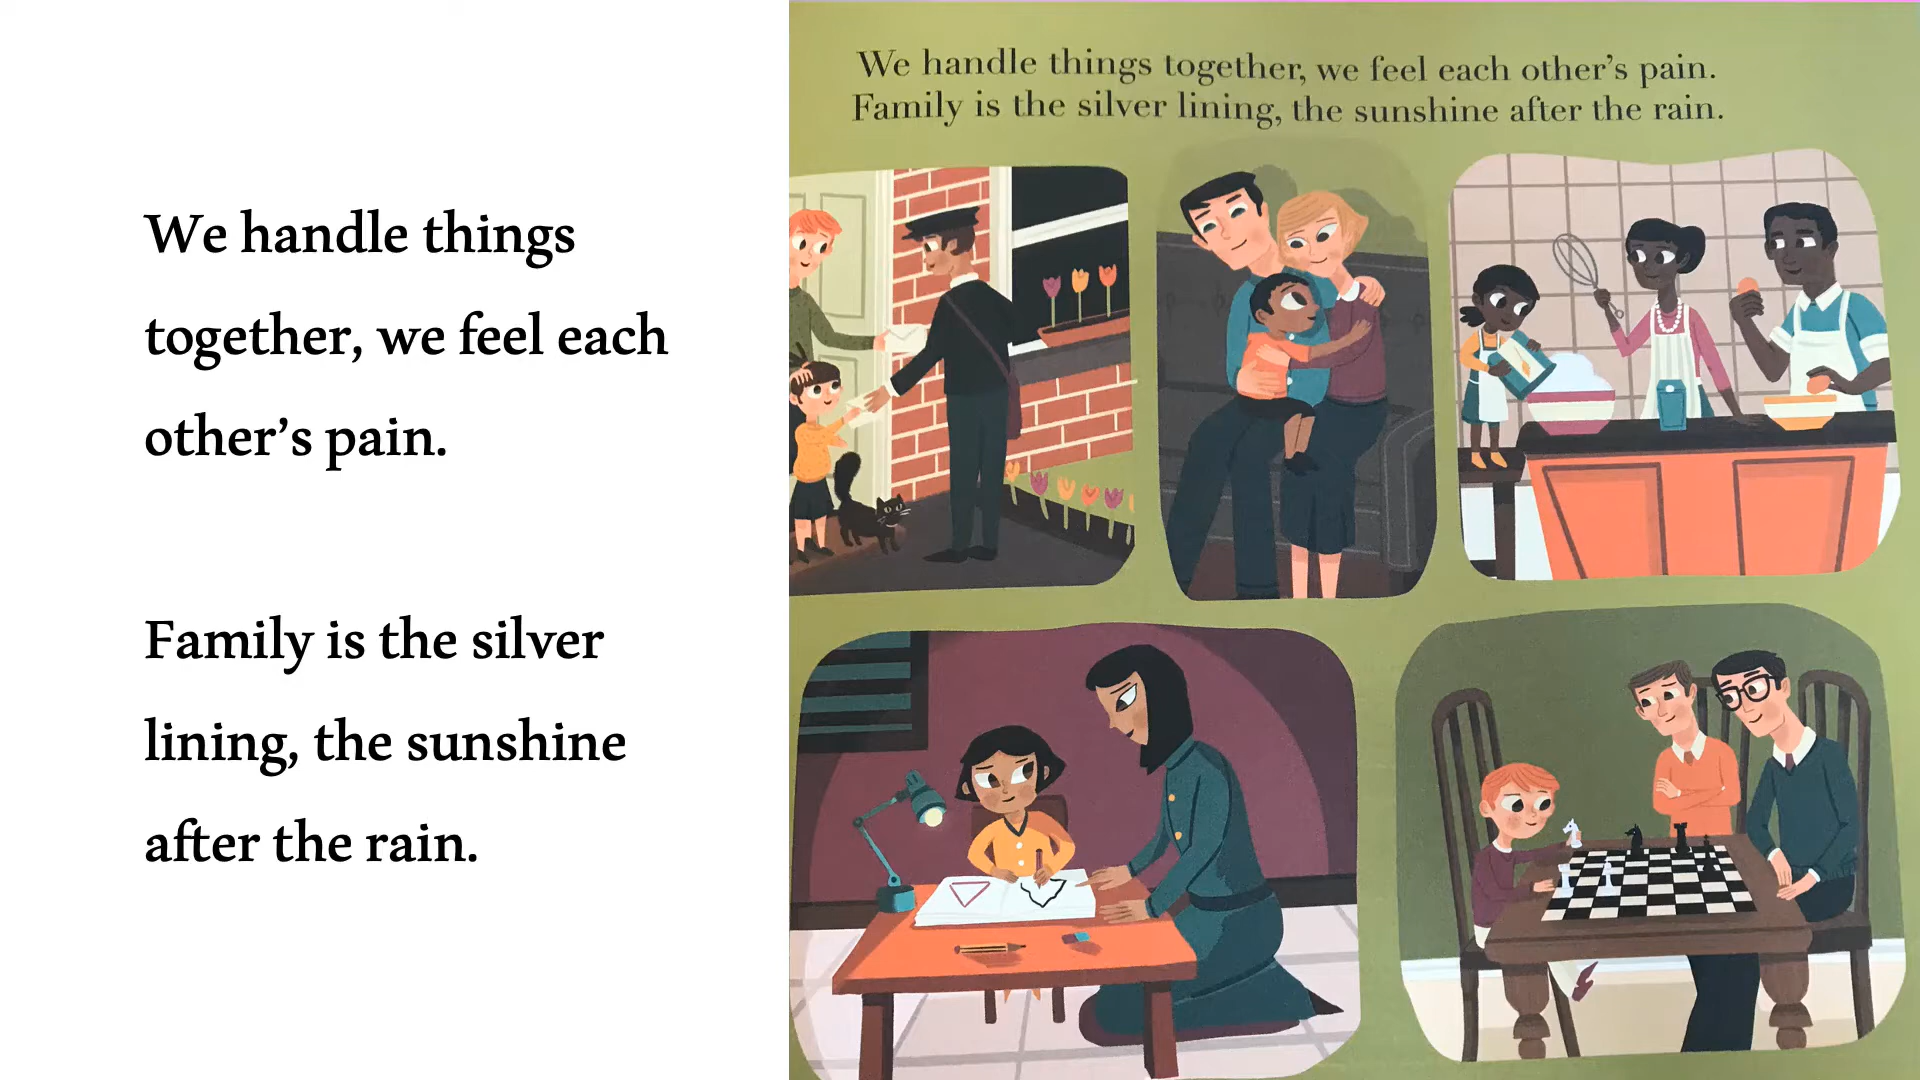 We handle things
together, we feel each
other's pain.
Family is the silver
lining, the sunshine
after the rain.
We handle things together, we feel each other's pain.
Family is the silver lining, the sunshine after the rain.